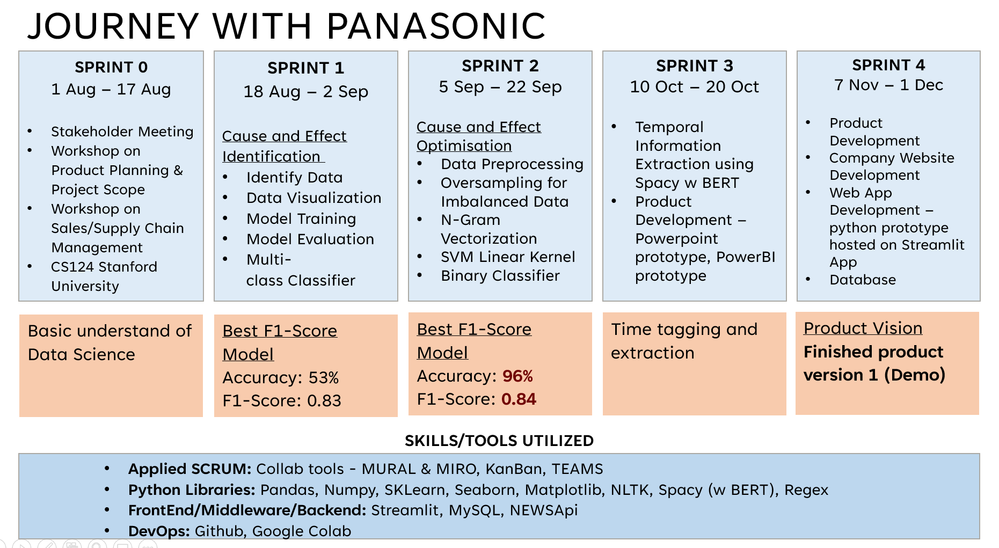 JOURNEY WITH PANASONIC
SPRINT 0
1 Aug – 17 Aug
• Stakeholder Meeting
• Workshop on
Product Planning &
Project Scope
• Workshop on
Sales/Supply Chain
Management
• CS124 Stanford
University
SPRINT 1
18 Aug – 2 Sep
Cause and Effect
Identification
• Identify Data
• Data Visualization
• Model Training
• Model Evaluation
• Multi-
class Classifier
SPRINT 2
5 Sep – 22 Sep
Cause and Effect
Optimisation
• Data Preprocessing
• Oversampling for
Imbalanced Data
• N-Gram
Vectorization
• SVM Linear Kernel
• Binary Classifier
SPRINT 3
10 Oct – 20 Oct
• Temporal
Information
Extraction using
Spacy w BERT
• Product
Development –
Powerpoint
prototype, PowerBI
prototype
SPRINT 4
7 Nov – 1 Dec
• Product
Development
• Company Website
Development
• Web App
Development –
python prototype
hosted on Streamlit
App
• Database
Basic understand of
Data Science
Best F1-Score
Model
Accuracy: 53%
F1-Score: 0.83
Best F1-Score
Model
Accuracy: 96%
F1-Score: 0.84
Time tagging and
extraction
Product Vision
Finished product
version 1 (Demo)
SKILLS/TOOLS UTILIZED
• Applied SCRUM: Collab tools - MURAL & MIRO, KanBan, TEAMS
• Python Libraries: Pandas, Numpy, SKLearn, Seaborn, Matplotlib, NLTK, Spacy (w BERT), Regex
• FrontEnd/Middleware/Backend: Streamlit, MySQL, NEWSApi
• DevOps: Github, Google Colab